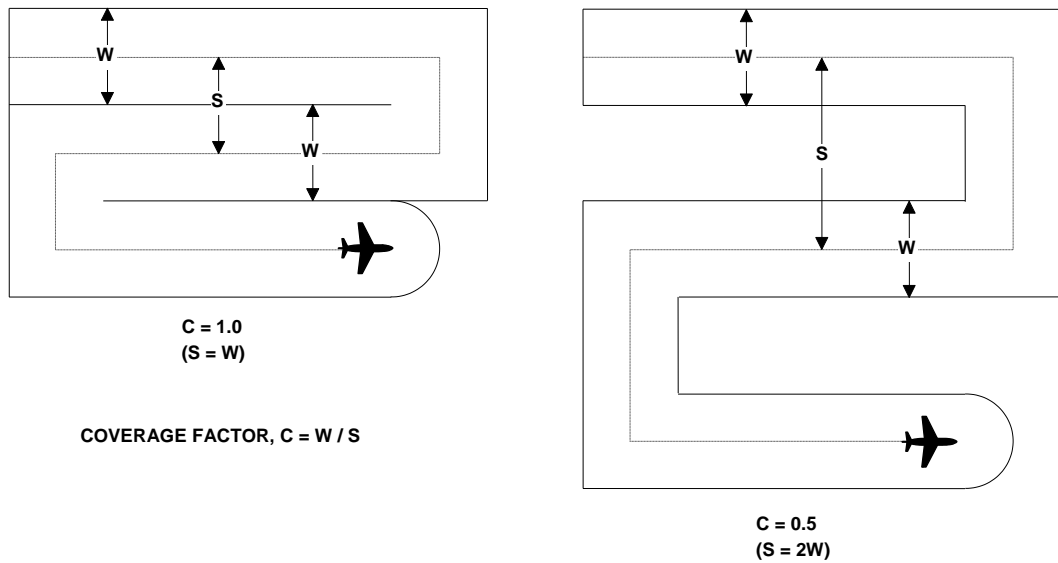 W
S
W
C = 1.0
(S = W)
COVERAGE FACTOR, C = W / S
W
S
W
C = 0.5
(S = 2W)